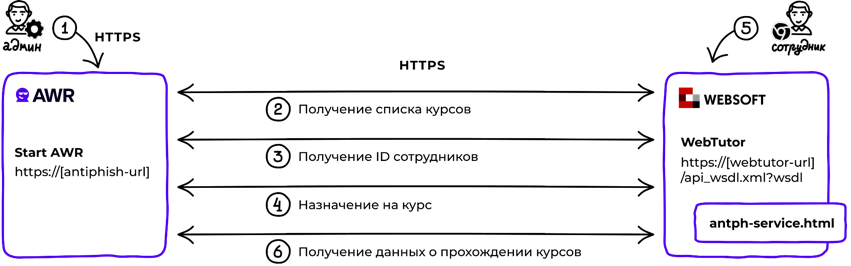 админ
1
HTTPS
5
сотрудник
HTTPS
AWR
WEBSOFT
2 Получение списка курсов
Start AWR
https://[antiphish-url]
WebTutor
https://[webtutor-url]
/api_wsdl.xml?wsdl
3 Получение ID сотрудников
4 Назначение на курс
antph-service.html
6 Получение данных о прохождении курсов